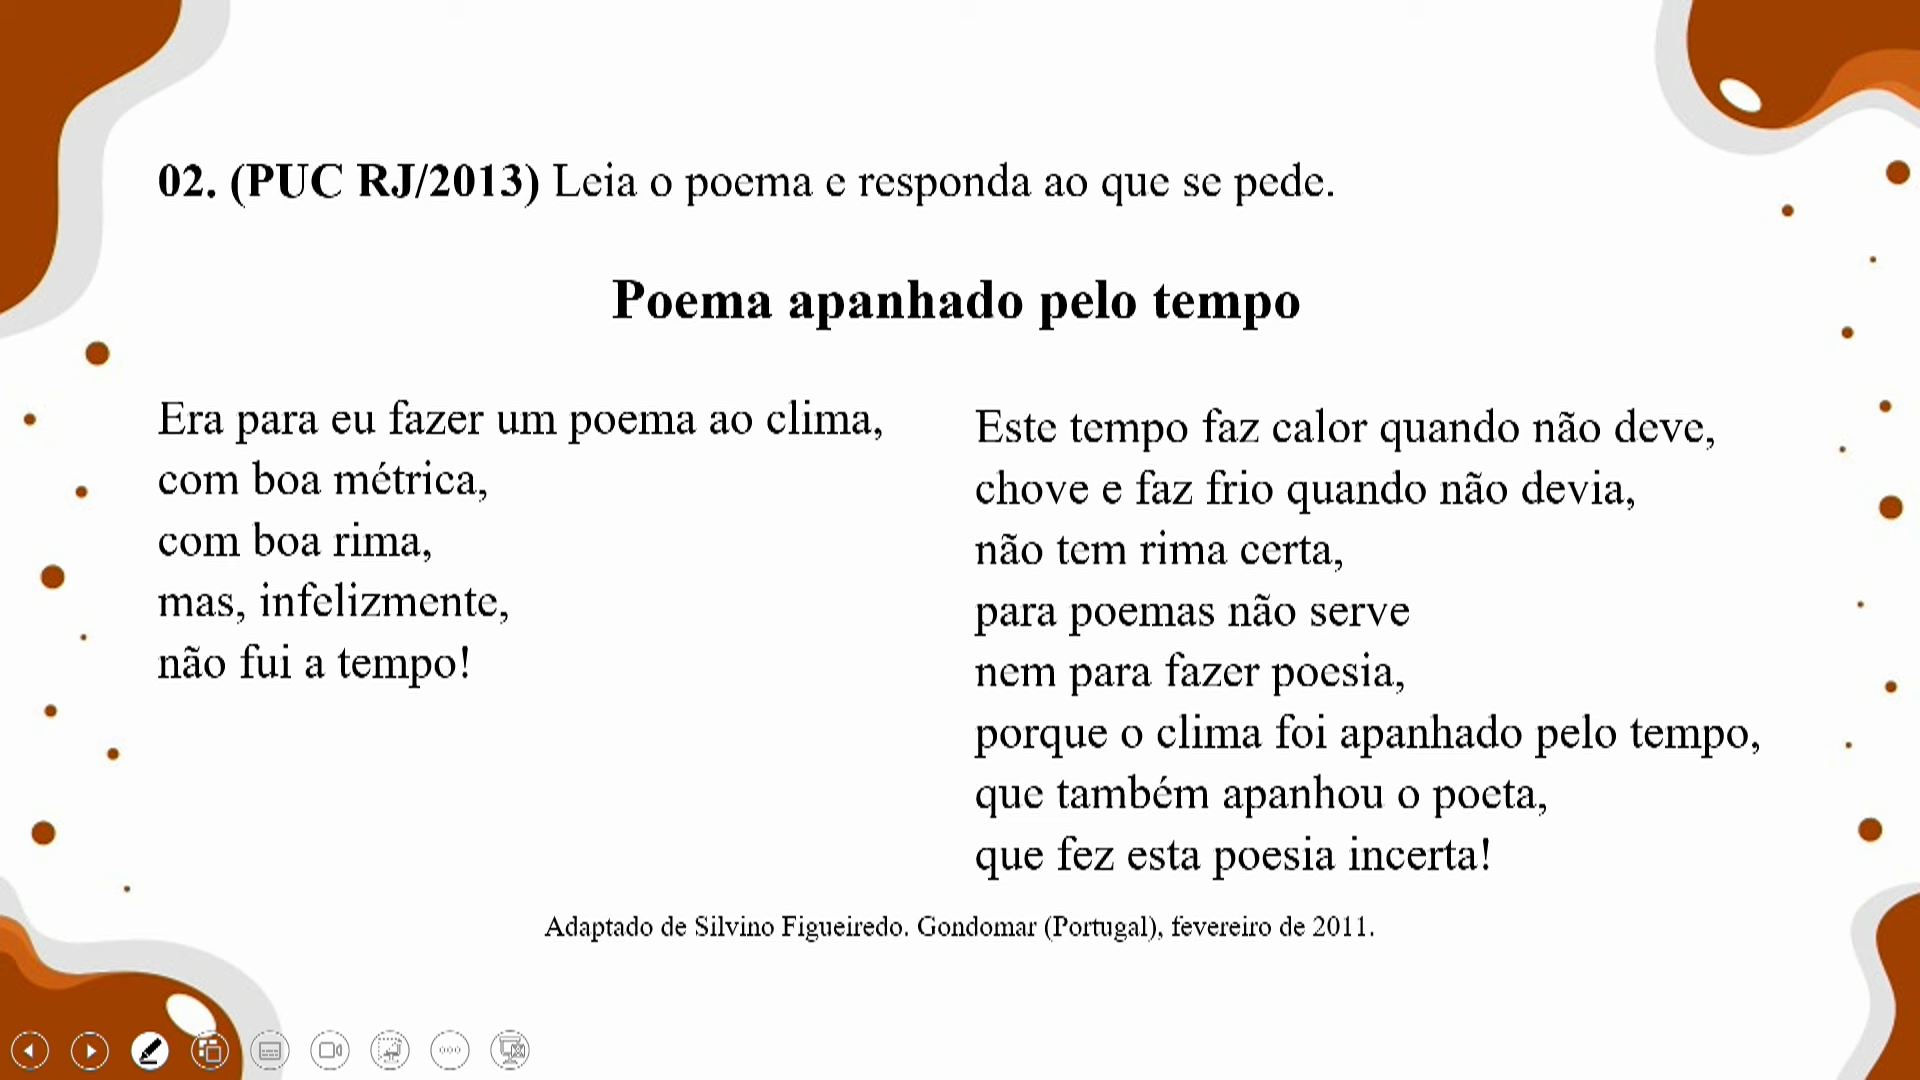 02. (PUC RJ/2013) Leia o poema e responda ao que se pede.
Poema apanhado pelo tempo
Era para eu fazer um poema ao clima,
com boa métrica,
com boa rima,
mas, infelizmente,
não fui a tempo!
Este tempo faz calor quando não deve,
chove e faz frio quando não devia,
não tem rima certa,
para poemas não serve
nem para fazer poesia,
porque o clima foi apanhado pelo tempo,
que também apanhou o poeta,
que fez esta poesia incerta!
Adaptado de Silvino Figueiredo. Gondomar (Portugal), fevereiro de 2011.